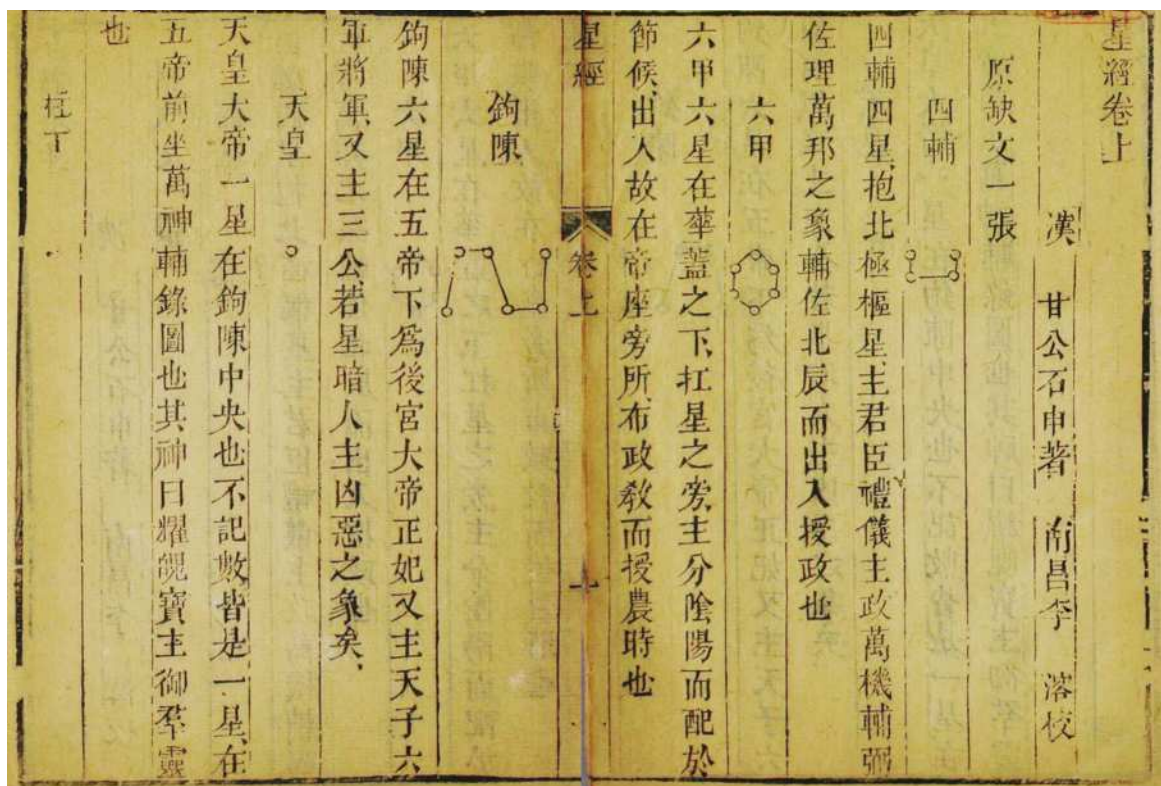 星經卷上
漢 甘公石申著 南昌李 溶校
原缺文一張
四輔
四輔四星抱北極樞星主君臣禮儀主政萬機輔弼
佐理萬邦之象輔佐北辰而出入授政也
六甲
六甲六星在華蓋之下、扛星之旁、主分陰陽而配於
節候、出入故在帝座旁所布政教而授農時也
星經 卷上 一
鉤陳
鉤陳六星在五帝下爲後宮大帝正妃又主天子六
軍將軍、又主三公、若星暗人主凶惡之象矣、
天皇
天皇大帝一星在鉤陳中央也不記數皆是一星、在
五帝前坐萬神輔錄圖也其神曰耀魄寶主御羣靈
也
柱下